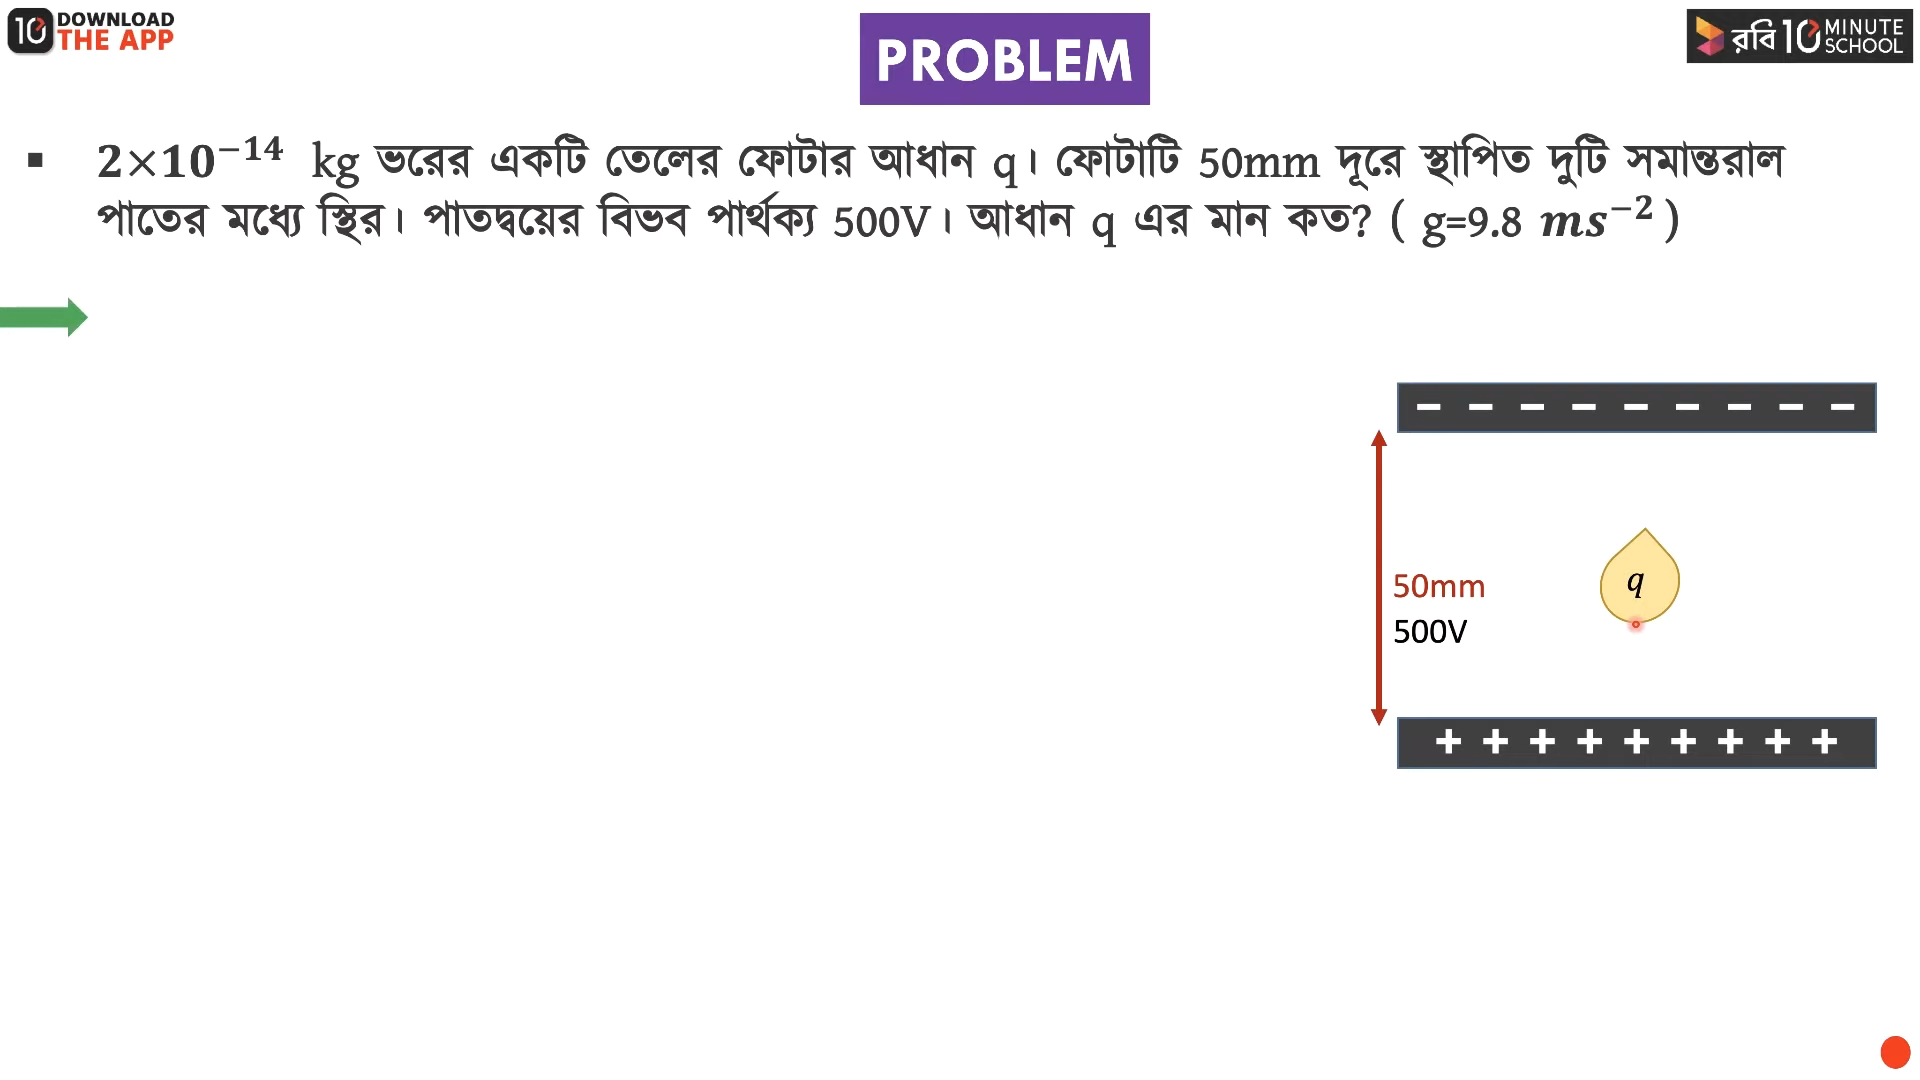 10 DOWNLOAD
THE APP
PROBLEM
রবি 10 MINUTE
SCHOOL
▪ 2×10⁻¹⁴ kg ভরের একটি তেলের ফোটার আধান q। ফোটাটি 50mm দূরে স্থাপিত দুটি সমান্তরাল
পাতের মধ্যে স্থির। পাতদ্বয়ের বিভব পার্থক্য 500V। আধান q এর মান কত? ( g=9.8 ms⁻² )
− − − − − − − − −
q
50mm
500V
+ + + + + + + + +